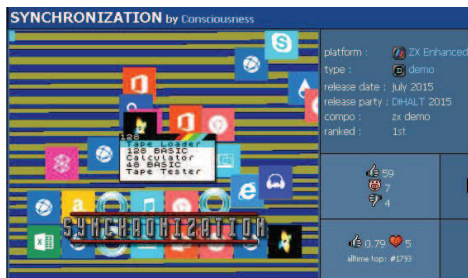 SYNCHRONIZATION by Consciousness
platform : ZX Enhanced
type : demo
release date : july 2015
release party : DiHALT 2015
compo : zx demo
ranked : 1st
128
Tape Loader
128 BASIC
Calculator
48 BASIC
Tape Tester
SYNCHRONIZATION
59
7
4
0.79 5
alltime top: #1793